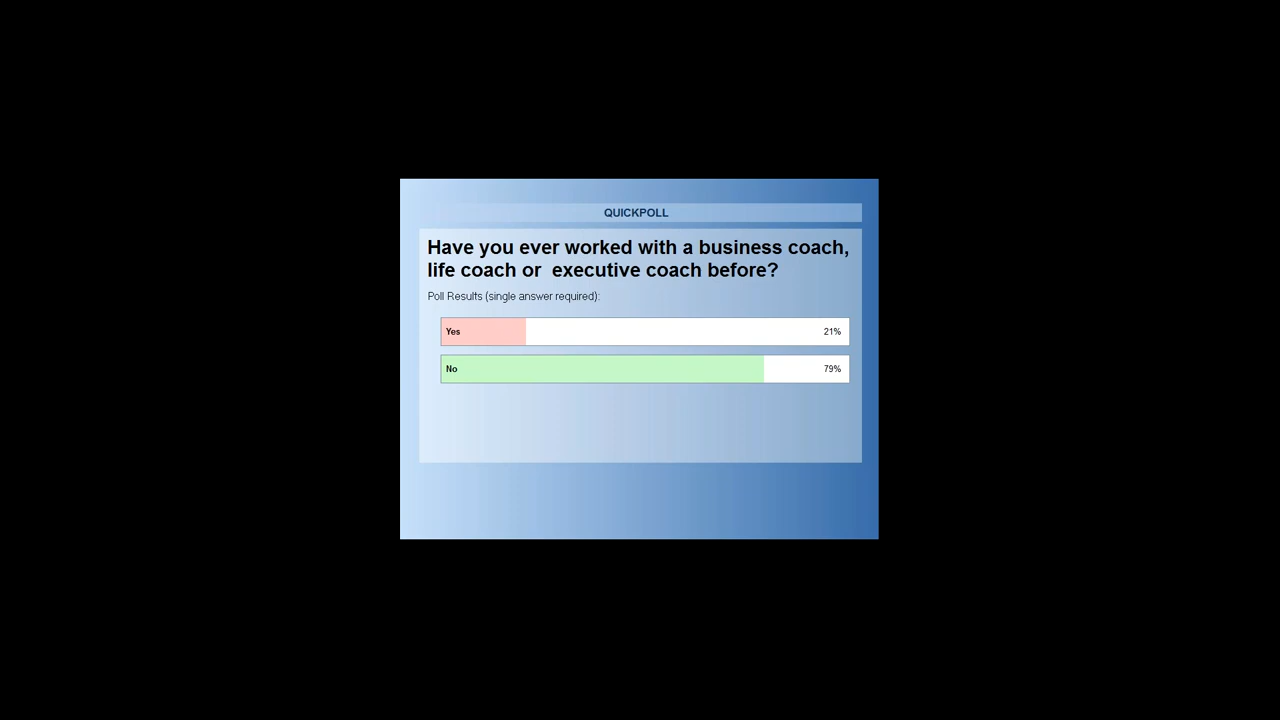 QUICKPOLL
Have you ever worked with a business coach,
life coach or  executive coach before?
Poll Results (single answer required):
Yes 21%
No 79%